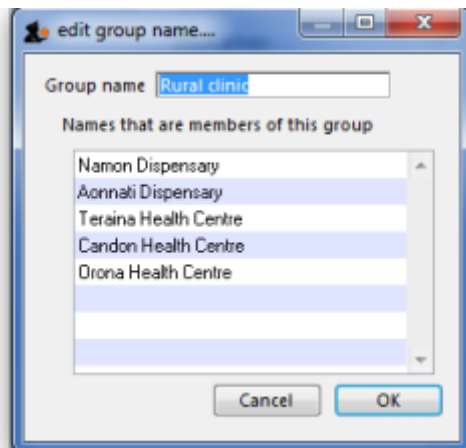 edit group name....
Group name Rural clinic
Names that are members of this group
Namon Dispensary
Aonnati Dispensary
Teraina Health Centre
Candon Health Centre
Orona Health Centre
Cancel OK